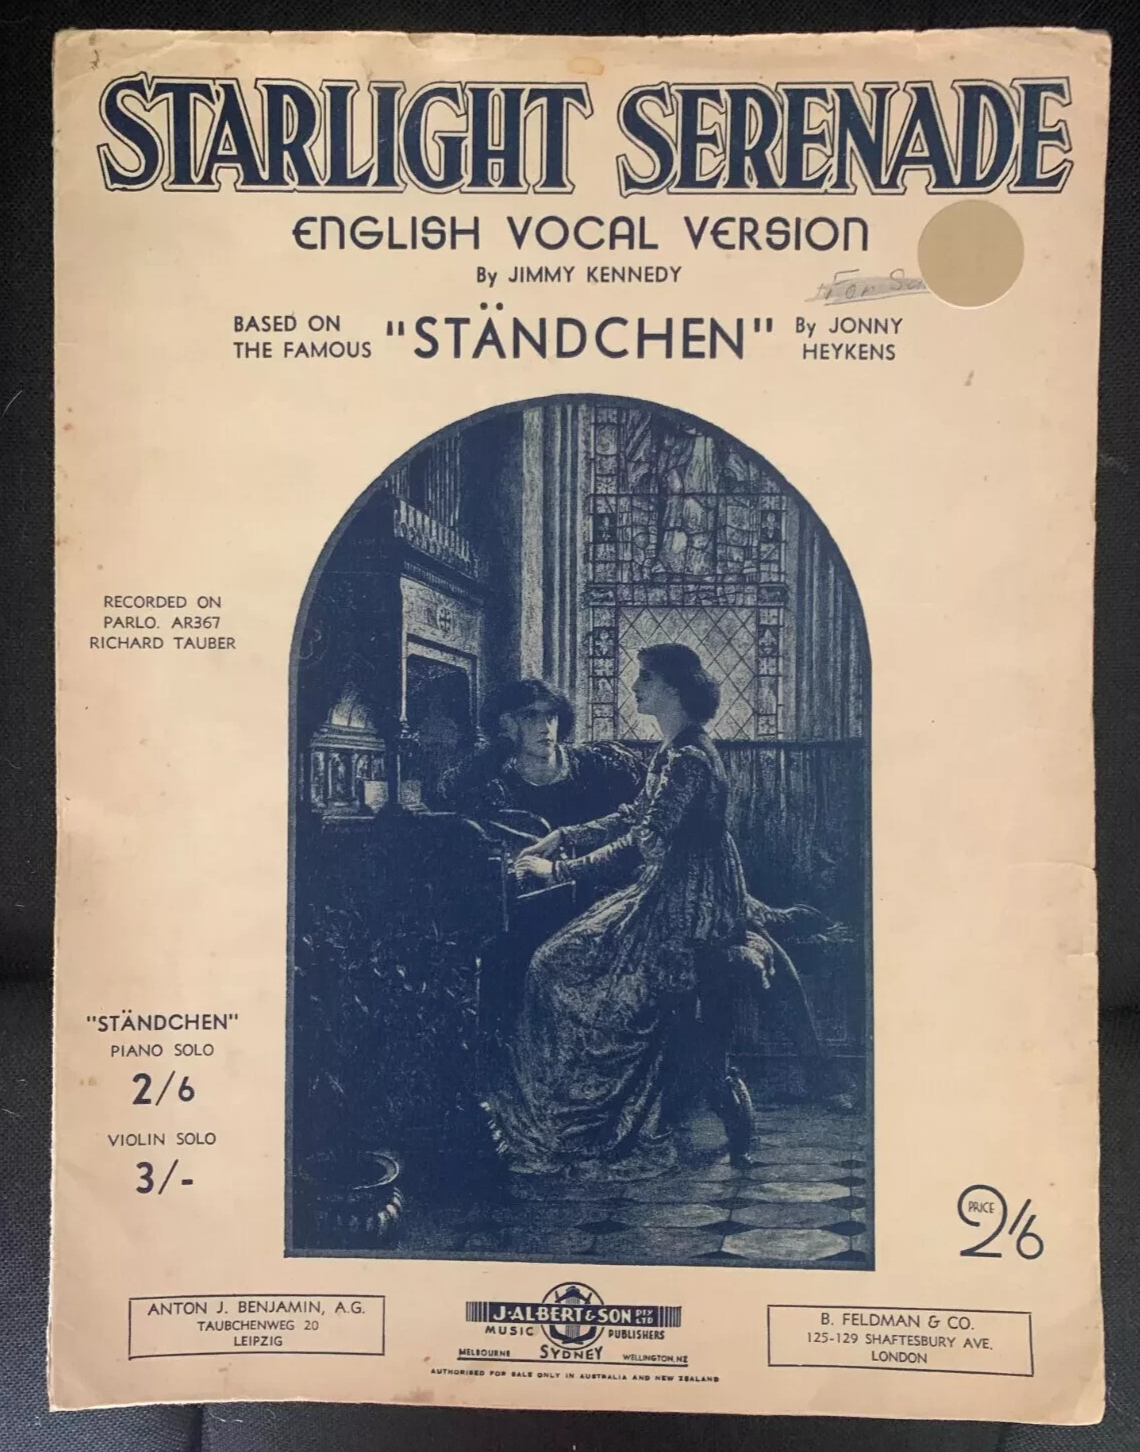 STARLIGHT SERENADE
ENGLISH VOCAL VERSION
By JIMMY KENNEDY
For
BASED ON
THE FAMOUS
"STÄNDCHEN"
By JONNY
HEYKENS
RECORDED ON
PARLO. AR367
RICHARD TAUBER
"STÄNDCHEN"
PIANO SOLO
2/6
VIOLIN SOLO
3/-
PRICE
2/6
ANTON J. BENJAMIN, A.G.
TAUBCHENWEG 20
LEIPZIG
J. ALBERT & SON PTY LTD
MUSIC PUBLISHERS
MELBOURNE SYDNEY WELLINGTON, NZ
AUTHORISED FOR SALE ONLY IN AUSTRALIA AND NEW ZEALAND
B. FELDMAN & CO.
125-129 SHAFTESBURY AVE.
LONDON